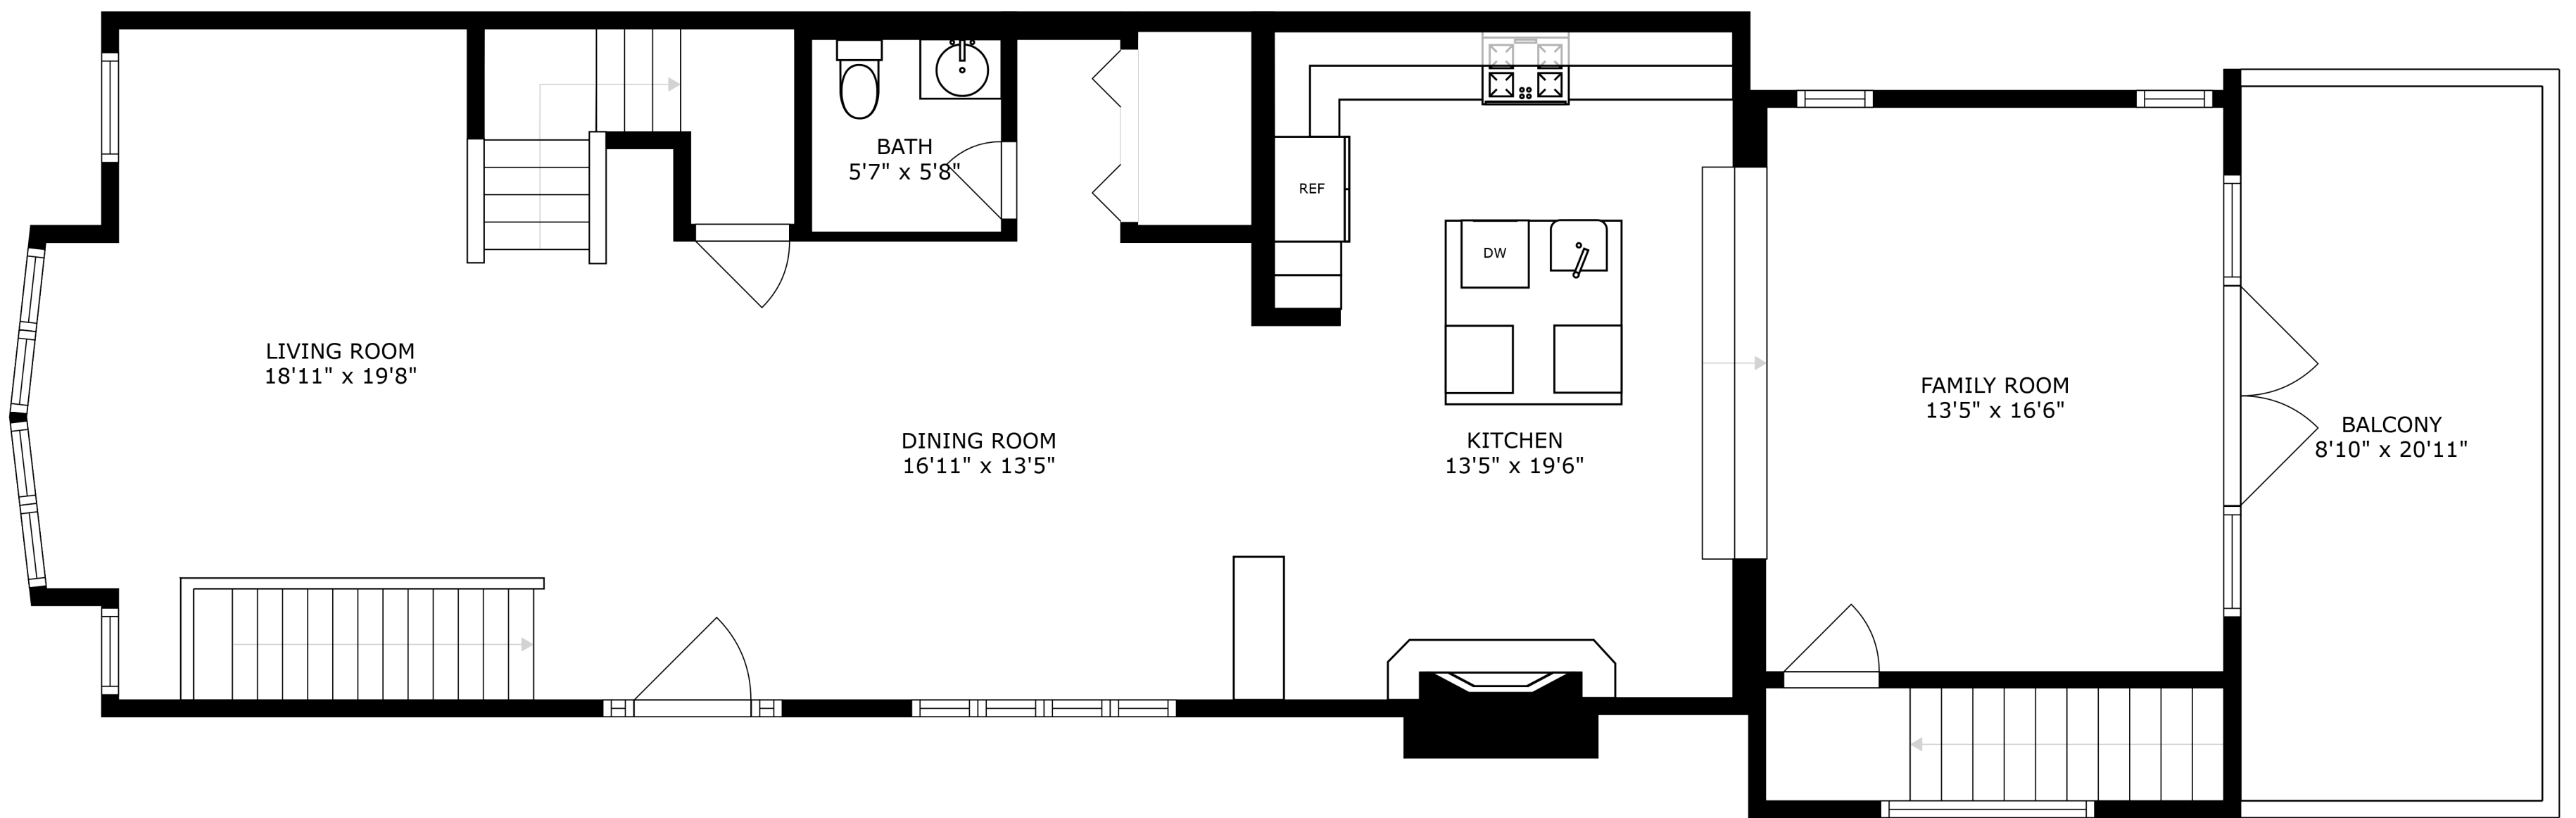 BATH
5'7" x 5'8"
REF
DW
LIVING ROOM
18'11" x 19'8"
DINING ROOM
16'11" x 13'5"
KITCHEN
13'5" x 19'6"
FAMILY ROOM
13'5" x 16'6"
BALCONY
8'10" x 20'11"